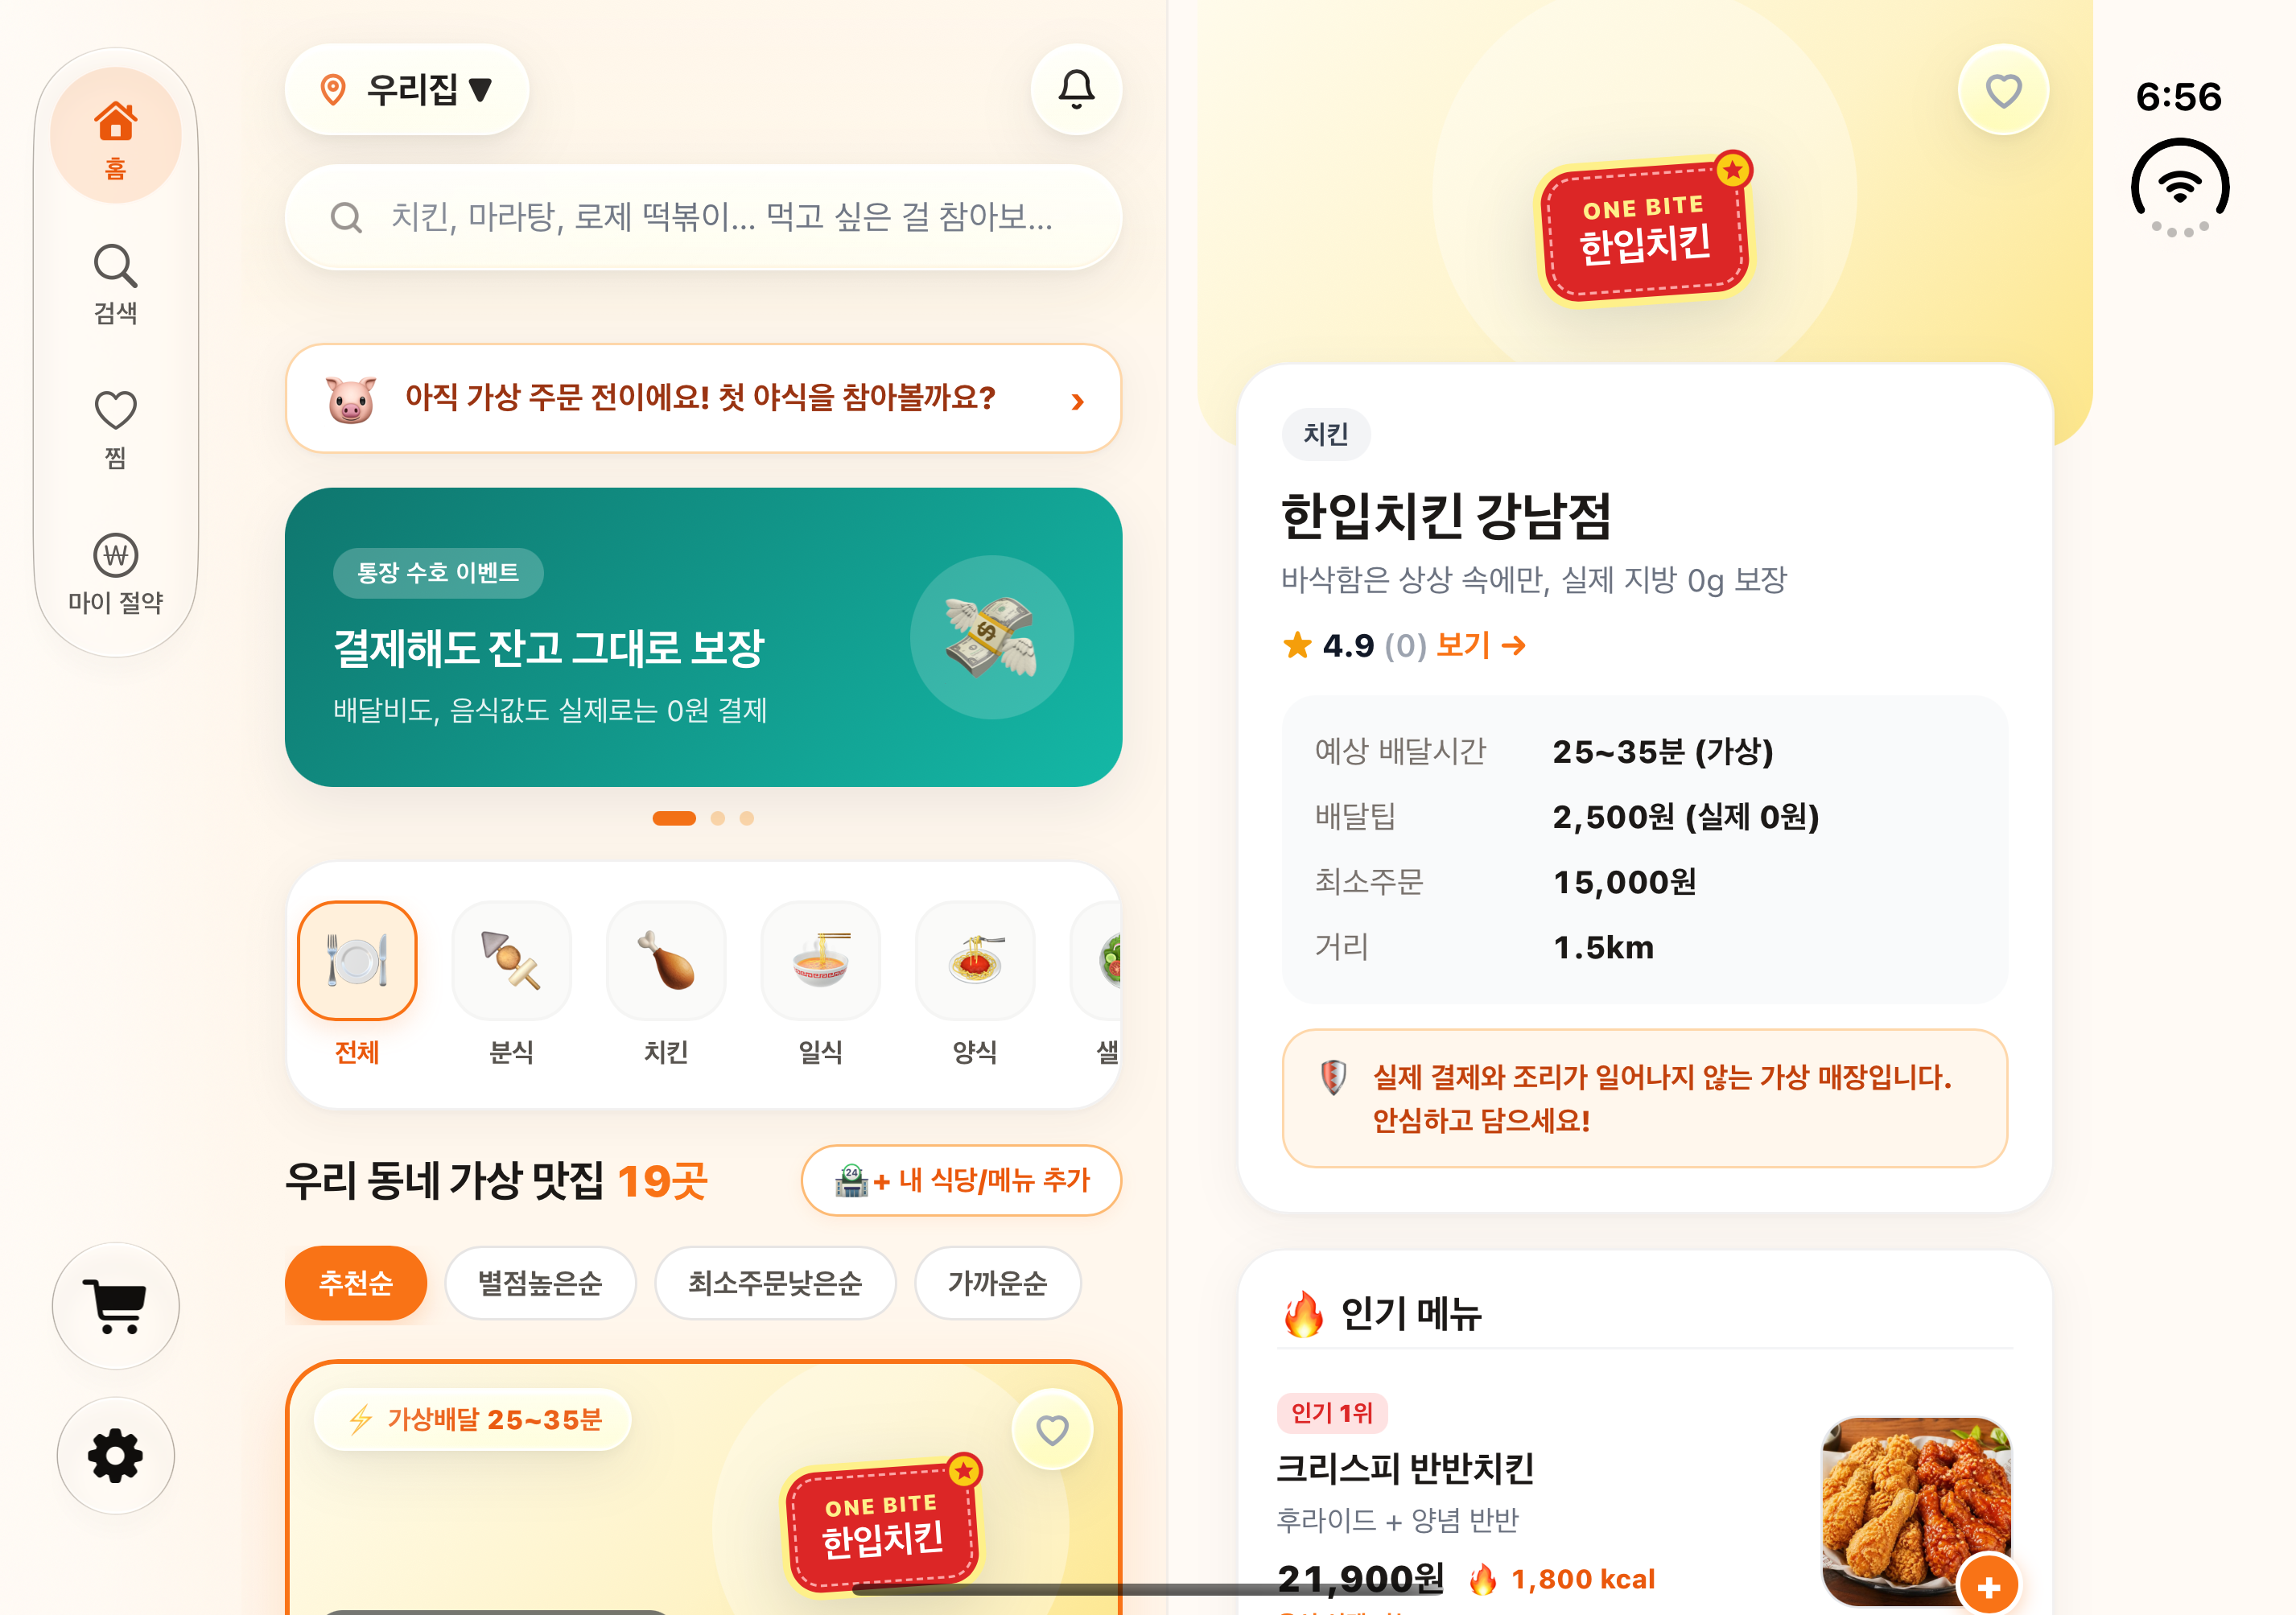 홈
검색
찜
마이 절약
우리집 ▼
치킨, 마라탕, 로제 떡볶이... 먹고 싶은 걸 참아보...
아직 가상 주문 전이에요! 첫 야식을 참아볼까요?
통장 수호 이벤트
결제해도 잔고 그대로 보장
배달비도, 음식값도 실제로는 0원 결제
전체
분식
치킨
일식
양식
샐
우리 동네 가상 맛집 19곳
+ 내 식당/메뉴 추가
추천순
별점높은순
최소주문낮은순
가까운순
가상배달 25~35분
ONE BITE
한입치킨
ONE BITE
한입치킨
치킨
한입치킨 강남점
바삭함은 상상 속에만, 실제 지방 0g 보장
4.9 (0) 보기 →
예상 배달시간 25~35분 (가상)
배달팁 2,500원 (실제 0원)
최소주문 15,000원
거리 1.5km
실제 결제와 조리가 일어나지 않는 가상 매장입니다.
안심하고 담으세요!
인기 메뉴
인기 1위
크리스피 반반치킨
후라이드 + 양념 반반
21,900원 1,800 kcal
6:56